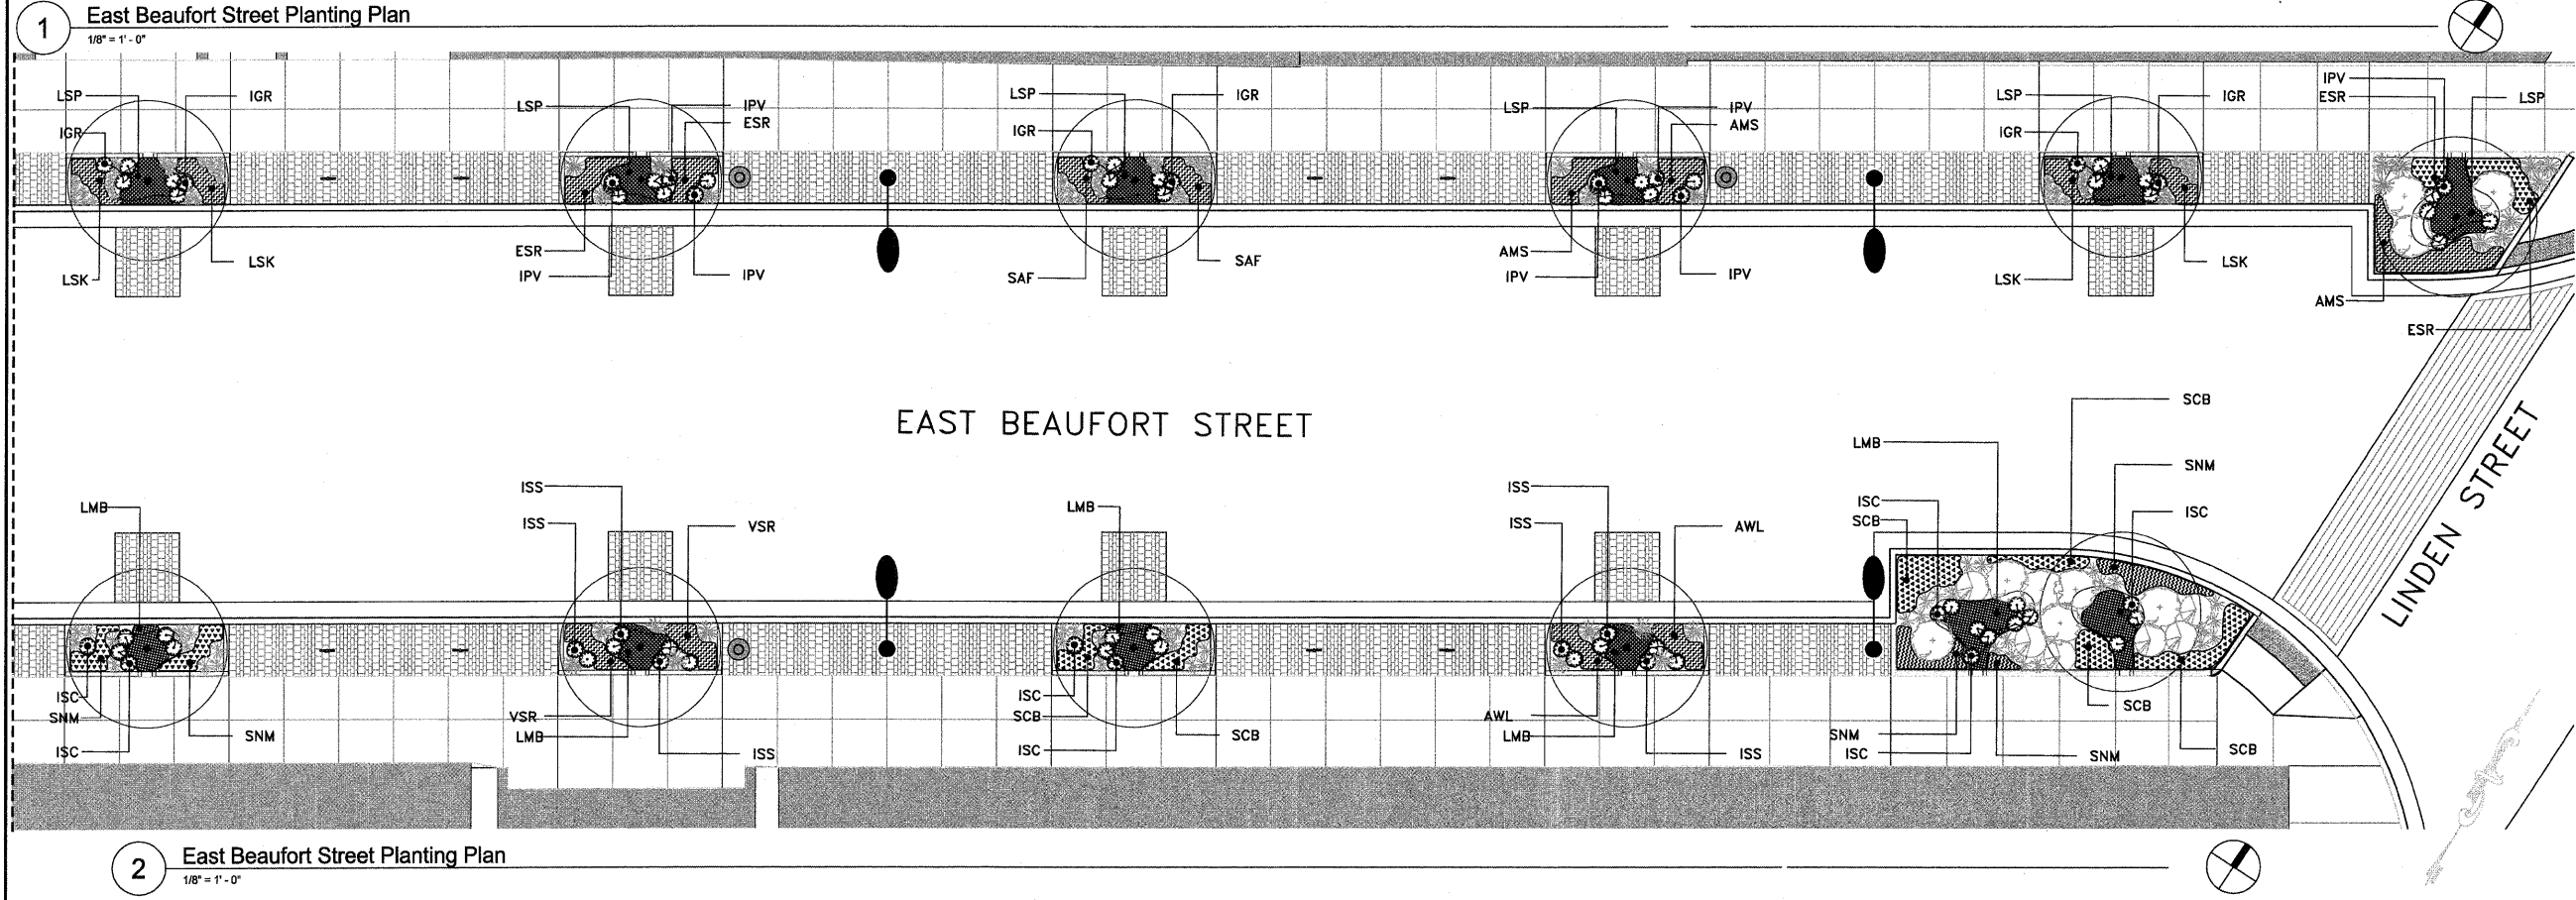 1 East Beaufort Street Planting Plan
1/8" = 1' - 0"
LSP IGR LSP IPV LSP IGR LSP IPV LSP IGR IPV
IGR ESR IGR AMS IGR ESR LSP
LSK LSK ESR IPV IPV SAF SAF AMS IPV IPV LSK LSK AMS
ESR
EAST BEAUFORT STREET
LINDEN STREET
SCB
LMB SNM
LMB ISS ISS VSR LMB ISS ISS AWL ISC SCB ISC
ISC SNM ISC SNM VSR LMB ISS ISC SCB ISC SCB AWL LMB ISS SNM ISC SNM SCB SCB
2 East Beaufort Street Planting Plan
1/8" = 1' - 0"